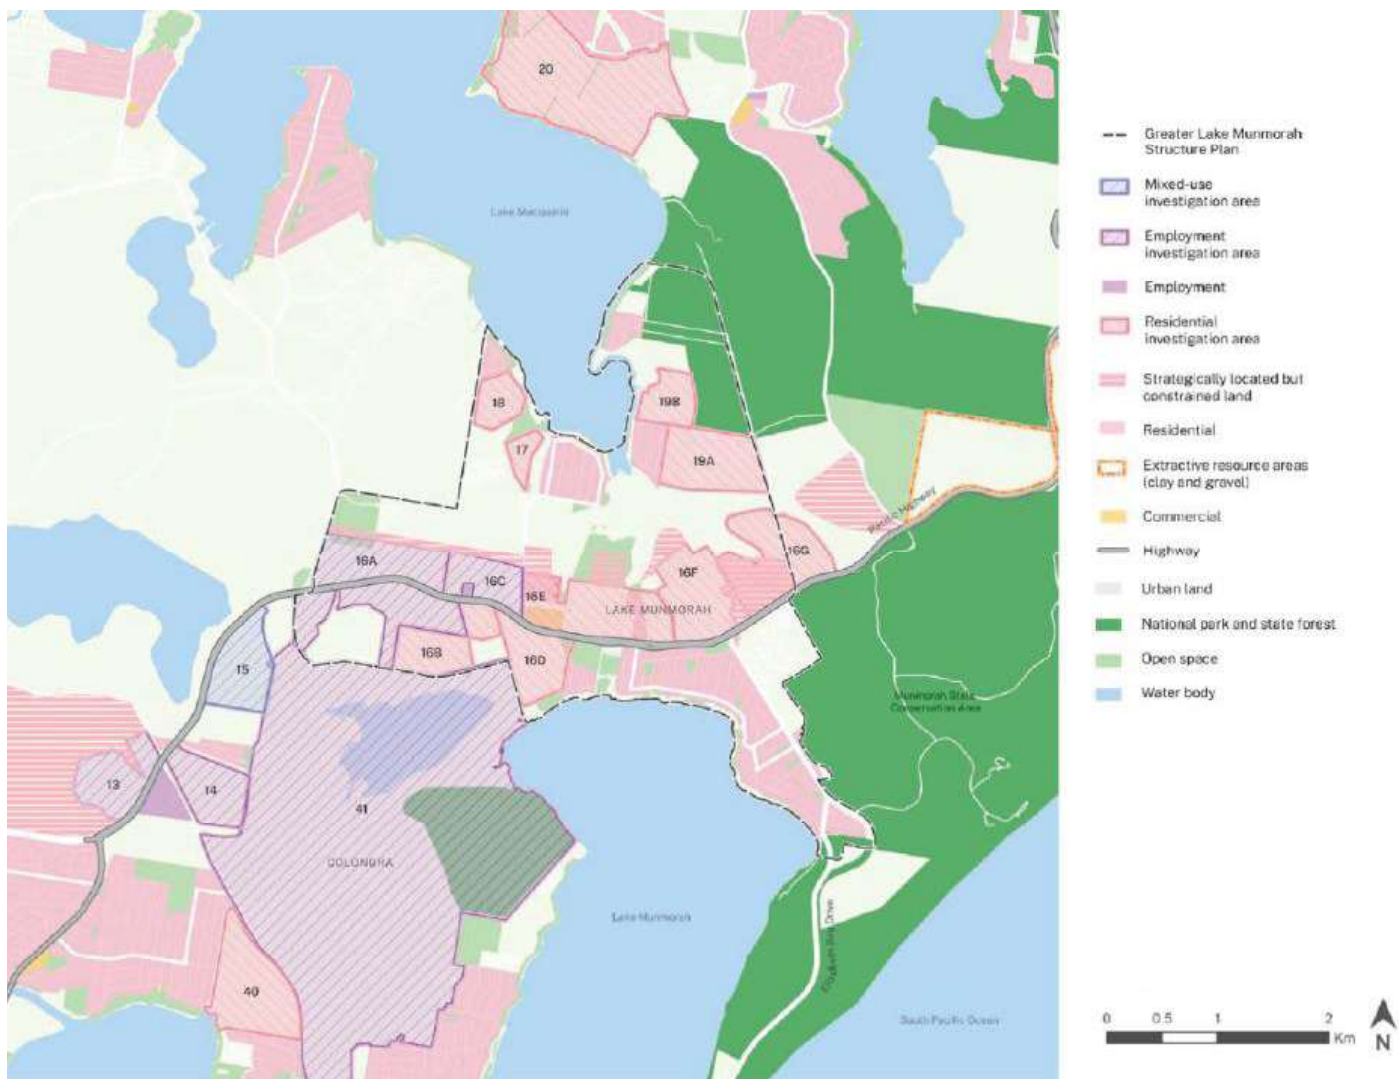 20
Lake Macquarie
18
19B
17
19A
Pacific Highway
16A
16C
16G
16F
16E
LAKE MUNMORAH
16B
16D
15
Munmorah State
Conservation Area
13
14
41
COLONGRA
Lake Munmorah
Elizabeth Bay Drive
40
South Pacific Ocean
Greater Lake Munmorah
Structure Plan
Mixed-use
investigation area
Employment
investigation area
Employment
Residential
investigation area
Strategically located but
constrained land
Residential
Extractive resource areas
(clay and gravel)
Commercial
Highway
Urban land
National park and state forest
Open space
Water body
0 0.5 1 2
Km
N